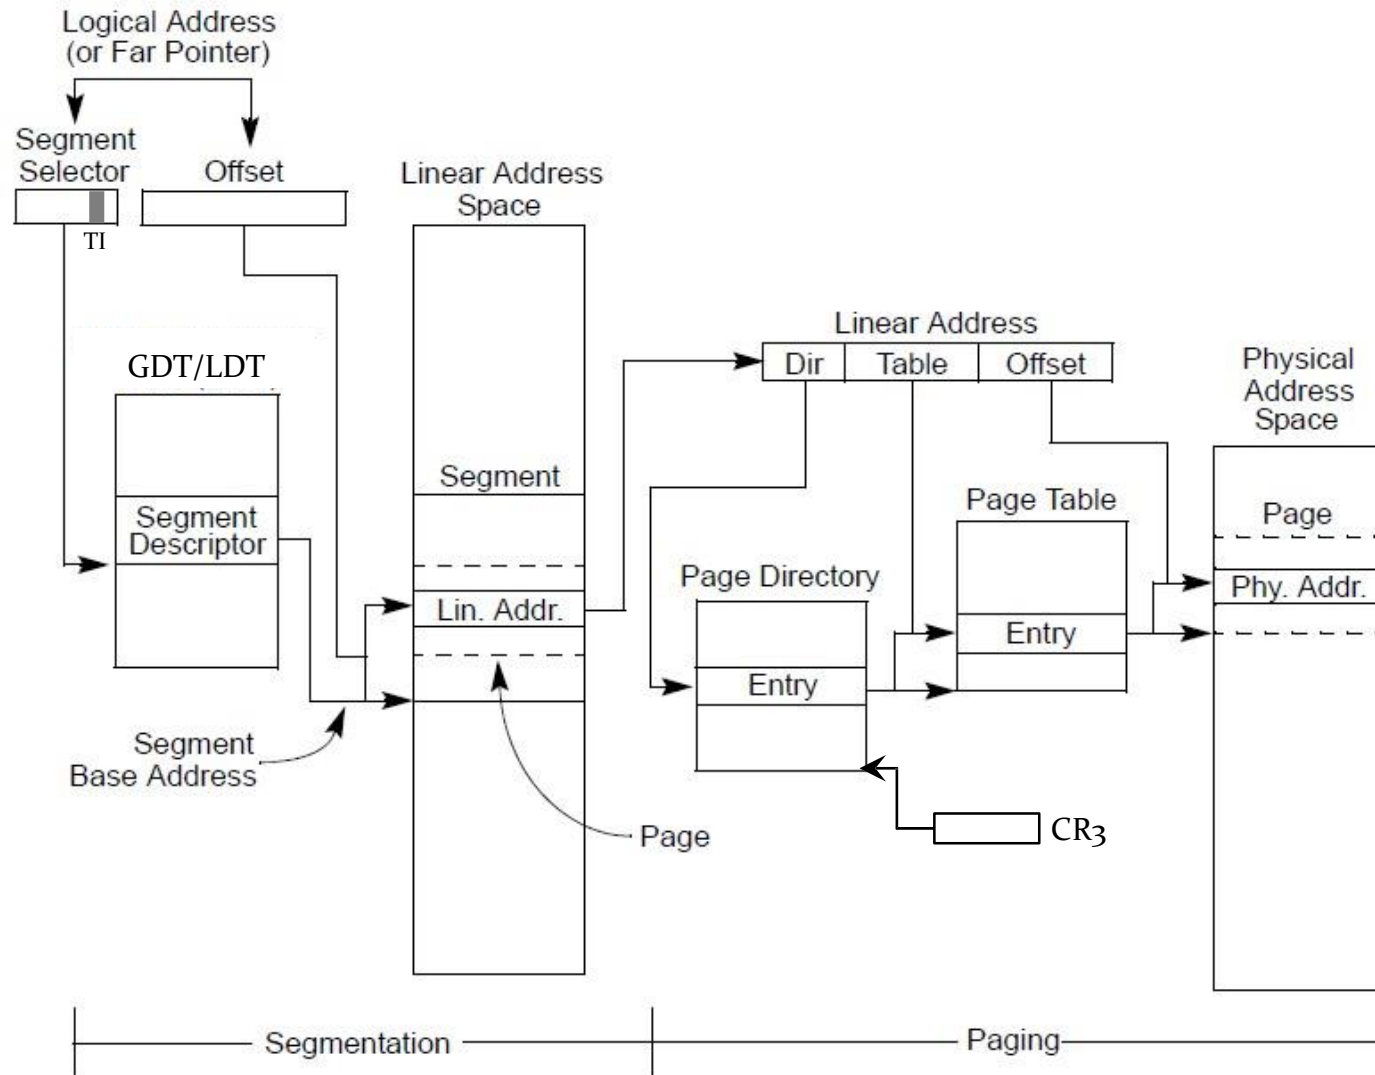 Logical Address
(or Far Pointer)
Segment
Selector
Offset
TI
Linear Address
Space
GDT/LDT
Linear Address
Dir
Table
Offset
Physical
Address
Space
Segment
Segment
Descriptor
Page Table
Page
Page Directory
Lin. Addr.
Phy. Addr.
Entry
Entry
Segment
Base Address
Page
CR3
Segmentation
Paging